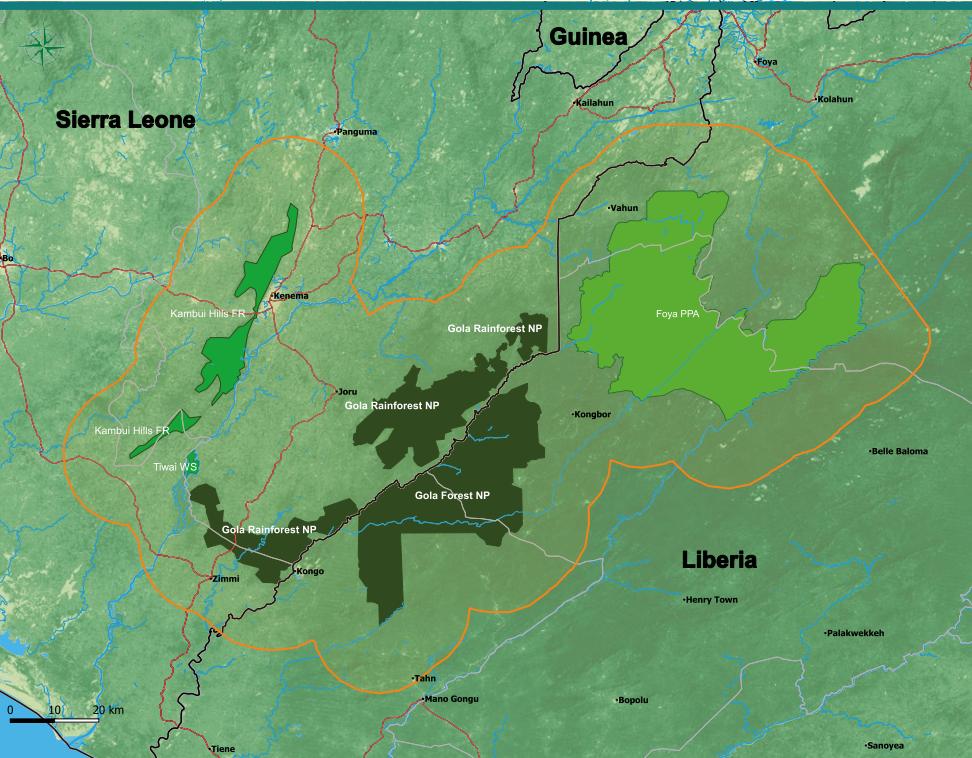 Guinea
Foya
Kolahun
Kailahun
Sierra Leone
Panguma
Vahun
Bo
Kenema
Kambui Hills FR
Foya PPA
Gola Rainforest NP
Joru
Gola Rainforest NP
Kongbor
Kambui Hills FR
Belle Baloma
Tiwai WS
Gola Forest NP
Gola Rainforest NP
Liberia
Kongo
Zimmi
Henry Town
Palakwekkeh
Tahn
Mano Gongu
Bopolu
0 10 20 km
Tiene
Sanoyea